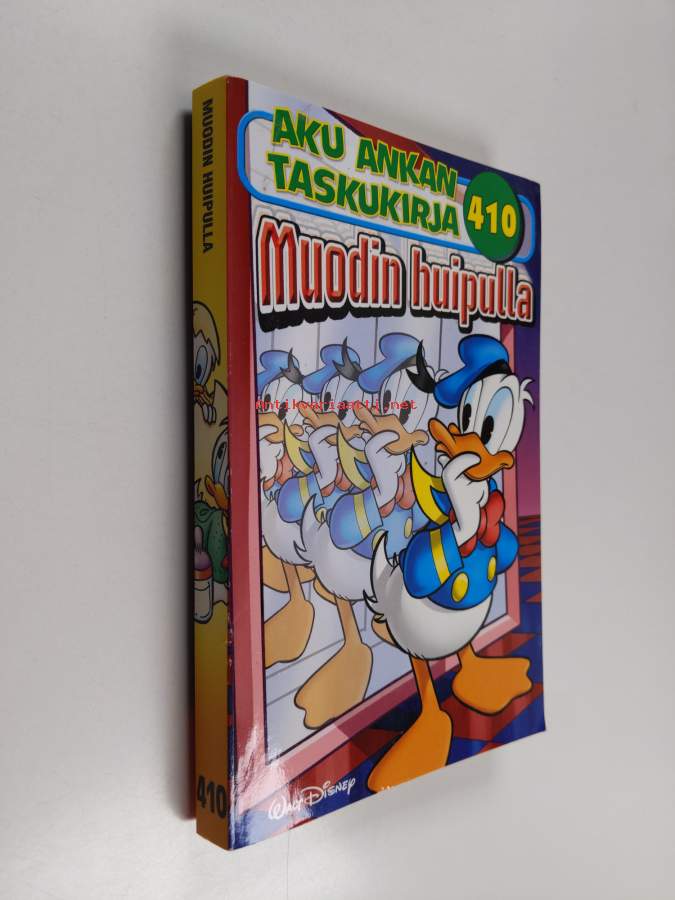 MUODIN HUIPULLA
410
AKU ANKAN
TASKUKIRJA
410
Muodin huipulla
Antikvariaatti.net
WALT DISNEY